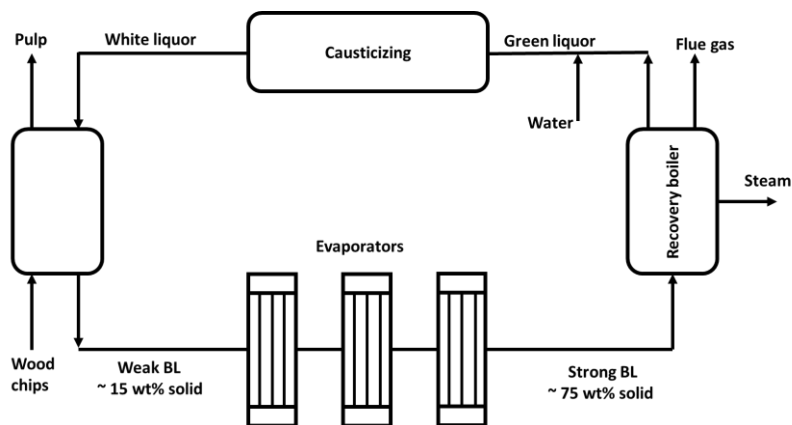 Pulp
White liquor
Causticizing
Green liquor
Flue gas
Water
Recovery boiler
Steam
Evaporators
Wood
chips
Weak BL
~ 15 wt% solid
Strong BL
~ 75 wt% solid